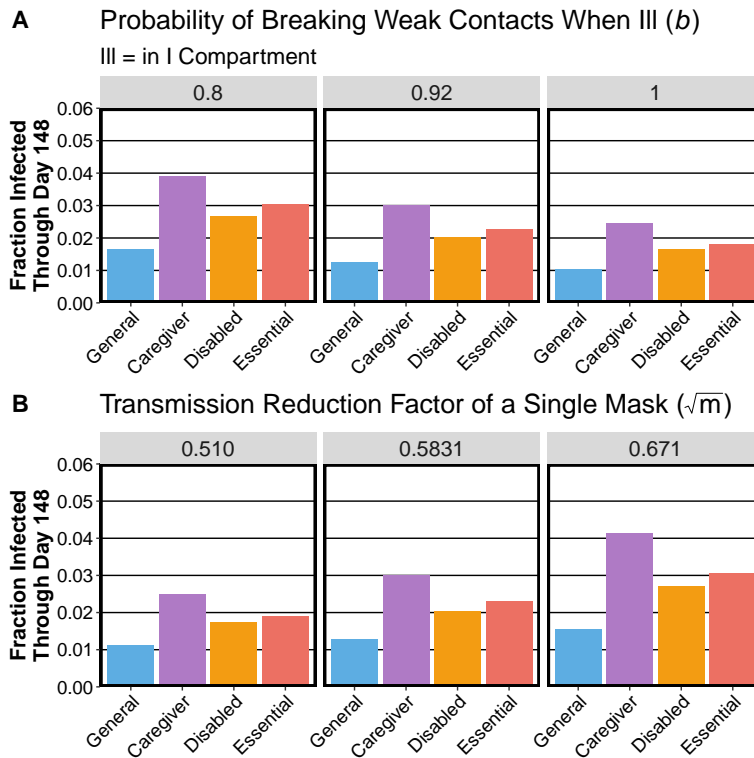 A Probability of Breaking Weak Contacts When Ill (b)
Ill = in I Compartment
0.8 0.92 1
Fraction Infected
Through Day 148
0.06
0.05
0.04
0.03
0.02
0.01
0.00
General Caregiver Disabled Essential General Caregiver Disabled Essential General Caregiver Disabled Essential
B Transmission Reduction Factor of a Single Mask (√m)
0.510 0.5831 0.671
Fraction Infected
Through Day 148
0.06
0.05
0.04
0.03
0.02
0.01
0.00
General Caregiver Disabled Essential General Caregiver Disabled Essential General Caregiver Disabled Essential